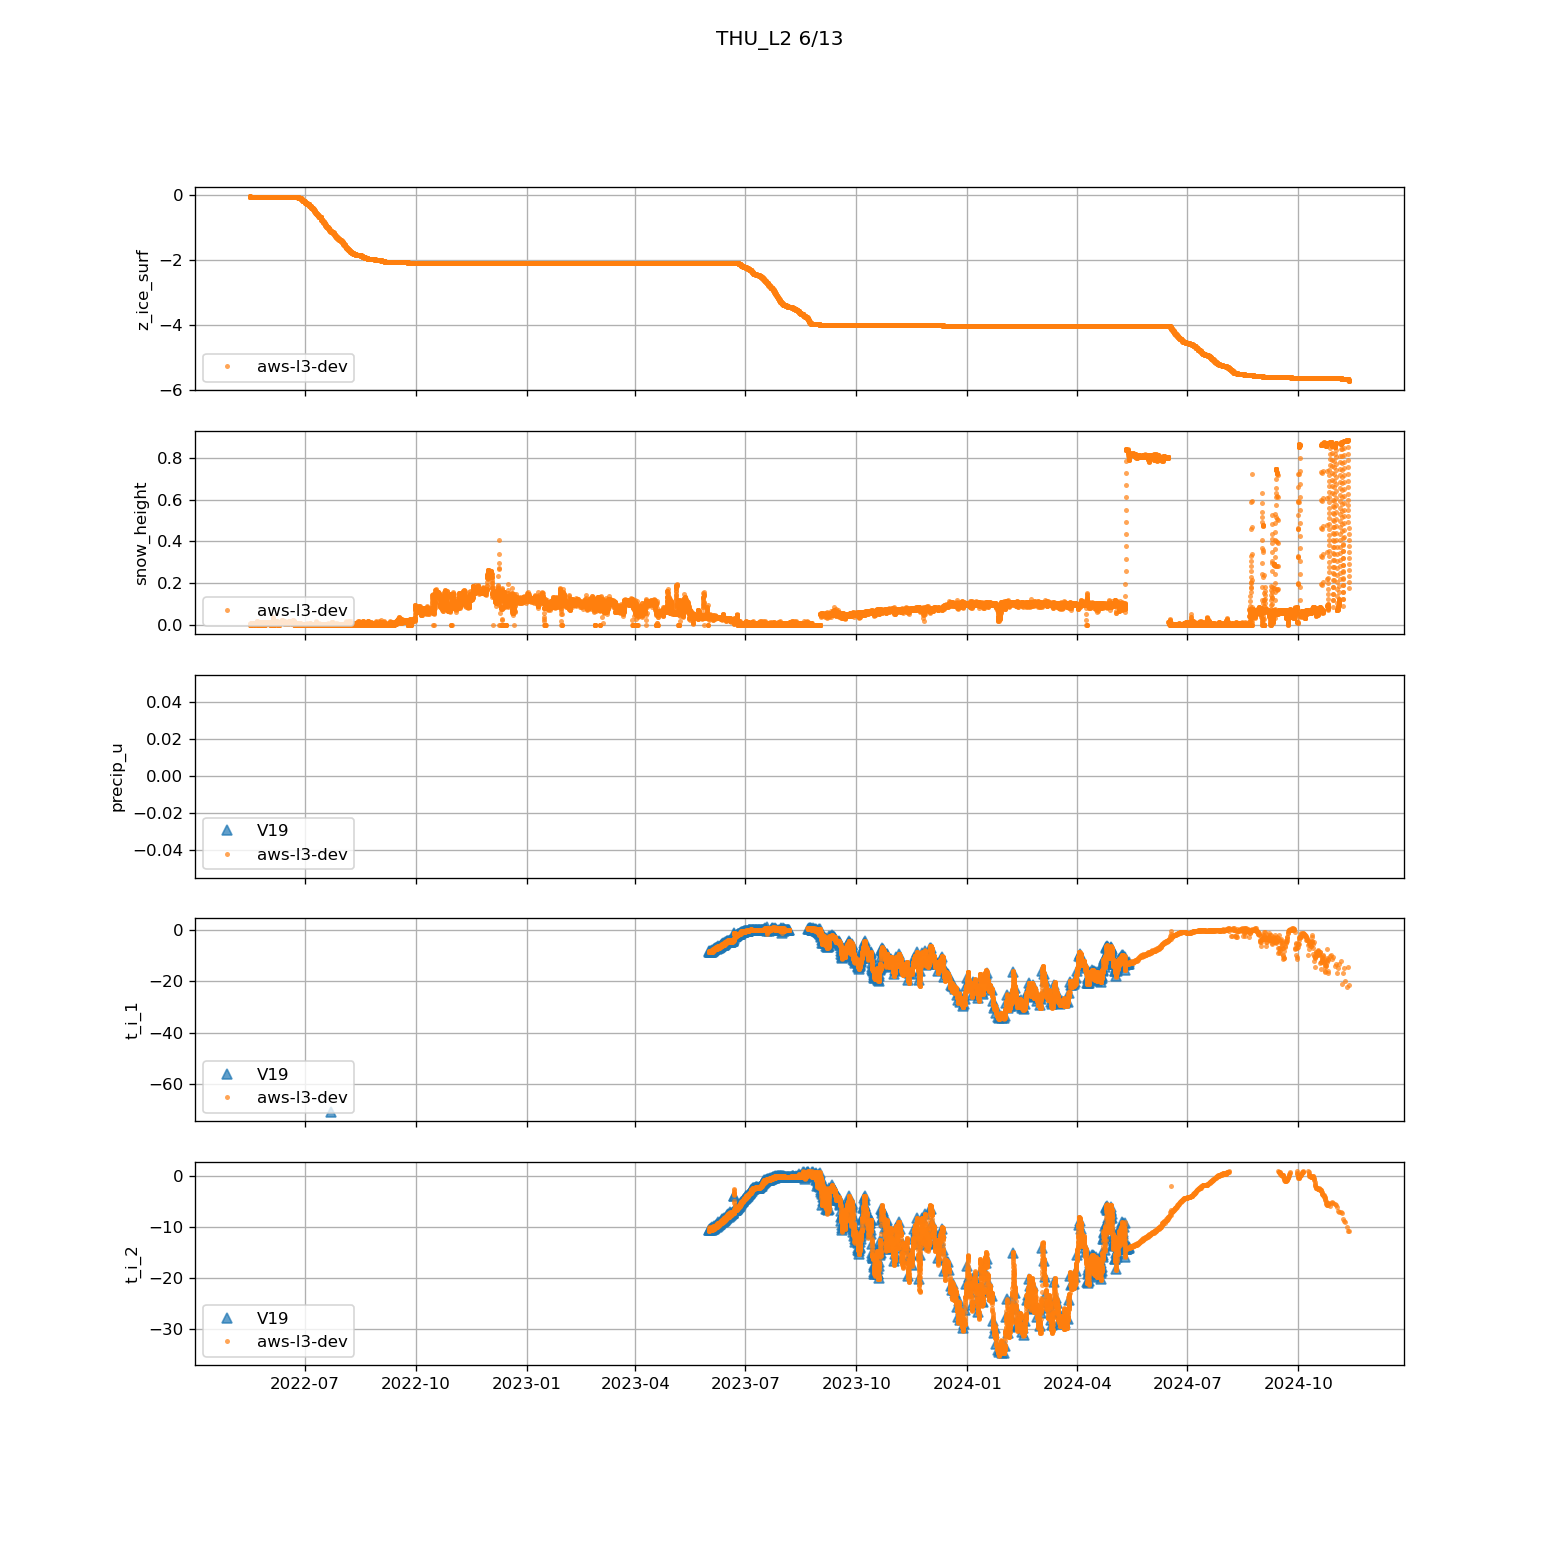 THU_L2 6/13
0
−2
−4
−6
z_ice_surf
aws-l3-dev
0.8
0.6
0.4
0.2
0.0
snow_height
aws-l3-dev
0.04
0.02
0.00
−0.02
−0.04
precip_u
V19
aws-l3-dev
0
−20
−40
−60
t_i_1
V19
aws-l3-dev
0
−10
−20
−30
t_i_2
V19
aws-l3-dev
2022-07 2022-10 2023-01 2023-04 2023-07 2023-10 2024-01 2024-04 2024-07 2024-10